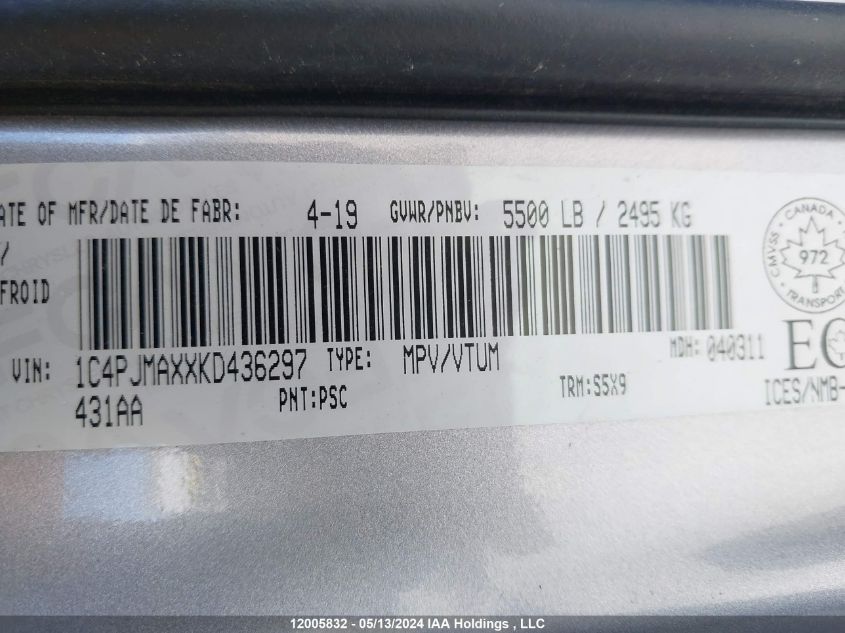 ATE OF MFR/DATE DE FABR: 4-19 GVWR/PNBV: 5500 LB / 2495 KG
/
FROID
CMVSS CANADA
972
TRANSPORT
VIN: 1C4PJMAXXKD436297 TYPE: MPV/VTUM MDH: 040311 EC
431AA PNT:PSC TRM:S5X9 ICES/NMB-
12005832 - 05/13/2024 IAA Holdings , LLC